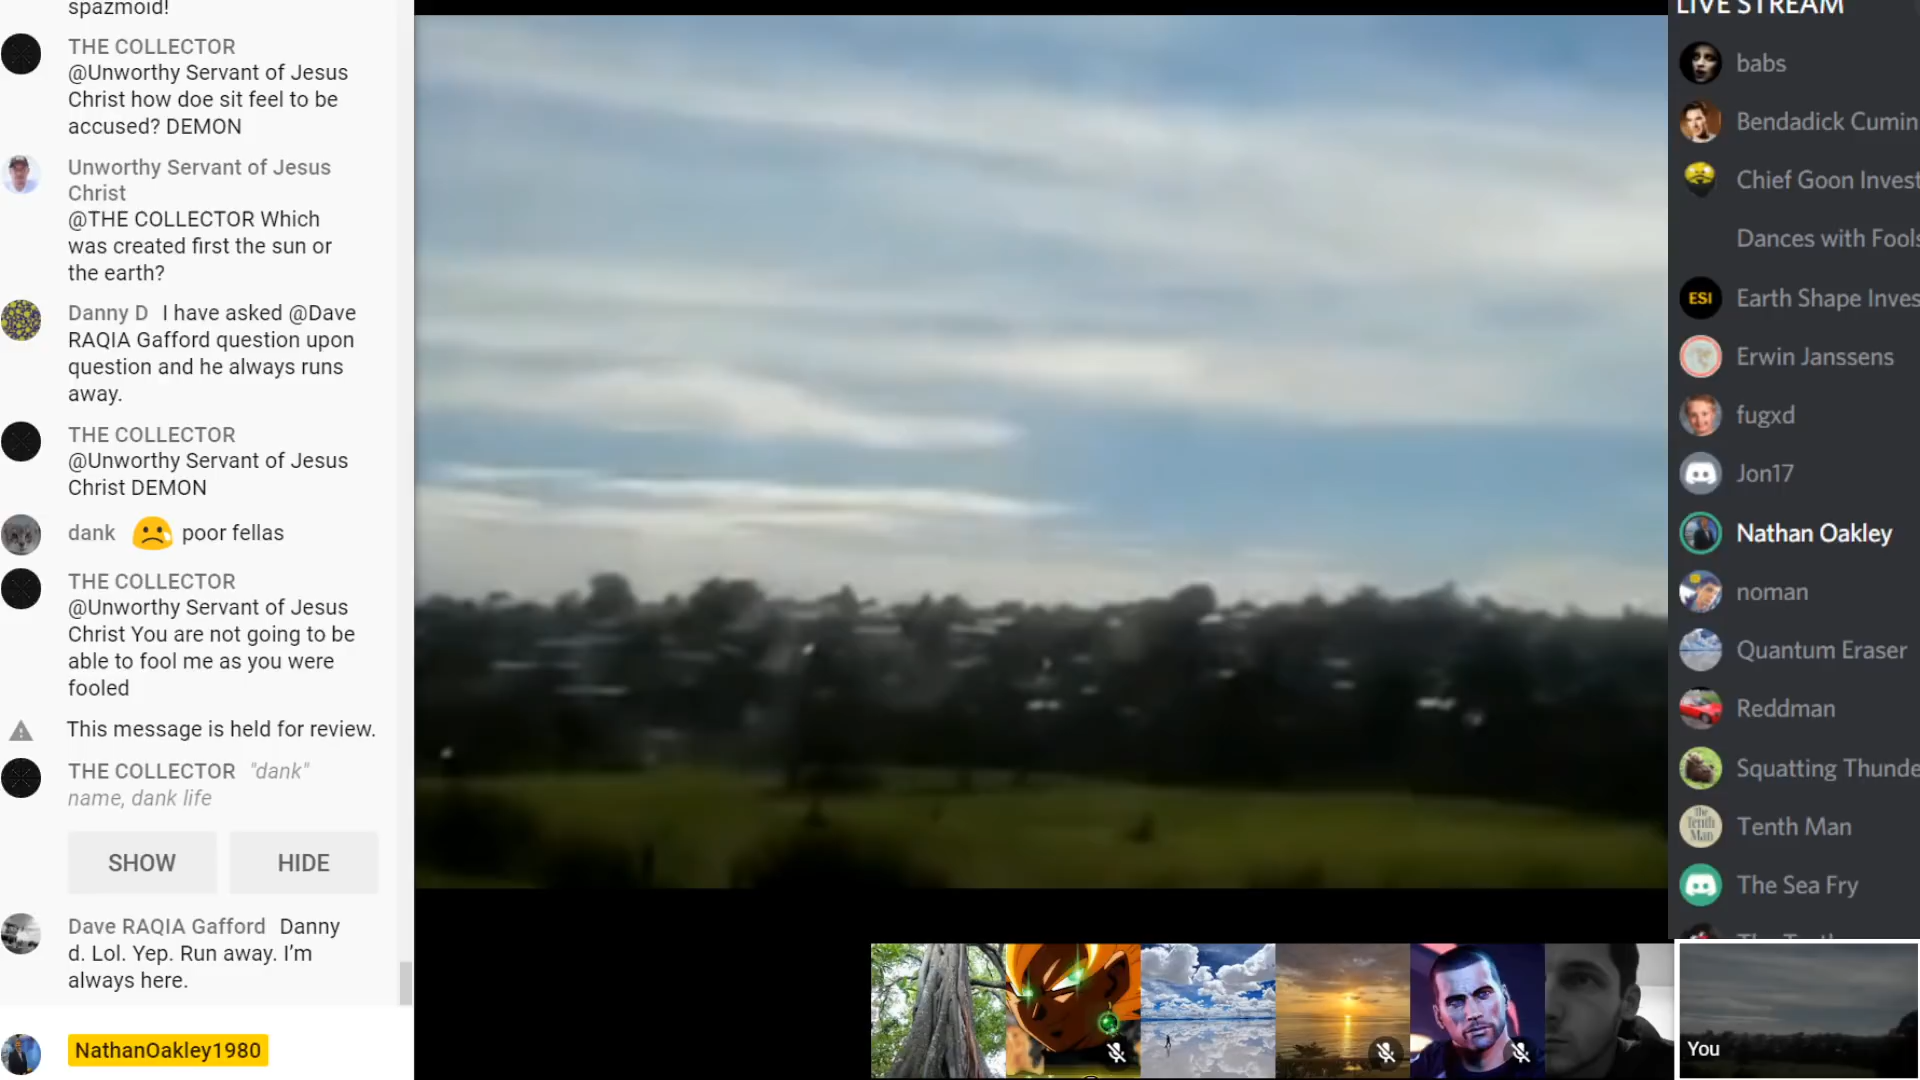 spazmoid!
THE COLLECTOR
@Unworthy Servant of Jesus
Christ how doe sit feel to be
accused? DEMON
Unworthy Servant of Jesus
Christ
@THE COLLECTOR Which
was created first the sun or
the earth?
Danny D I have asked @Dave
RAQIA Gafford question upon
question and he always runs
away.
THE COLLECTOR
@Unworthy Servant of Jesus
Christ DEMON
dank poor fellas
THE COLLECTOR
@Unworthy Servant of Jesus
Christ You are not going to be
able to fool me as you were
fooled
This message is held for review.
THE COLLECTOR "dank"
name, dank life
SHOW HIDE
Dave RAQIA Gafford Danny
d. Lol. Yep. Run away. I'm
always here.
NathanOakley1980
LIVE STREAM
babs
Bendadick Cumin
Chief Goon Invest
Dances with Fools
ESI Earth Shape Inves
Erwin Janssens
fugxd
Jon17
Nathan Oakley
noman
Quantum Eraser
Reddman
Squatting Thunde
The Tenth Man Tenth Man
The Sea Fry
You